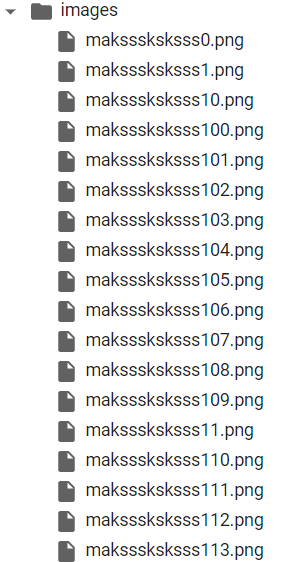 images
maksssksksss0.png
maksssksksss1.png
maksssksksss10.png
maksssksksss100.png
maksssksksss101.png
maksssksksss102.png
maksssksksss103.png
maksssksksss104.png
maksssksksss105.png
maksssksksss106.png
maksssksksss107.png
maksssksksss108.png
maksssksksss109.png
maksssksksss11.png
maksssksksss110.png
maksssksksss111.png
maksssksksss112.png
maksssksksss113.png